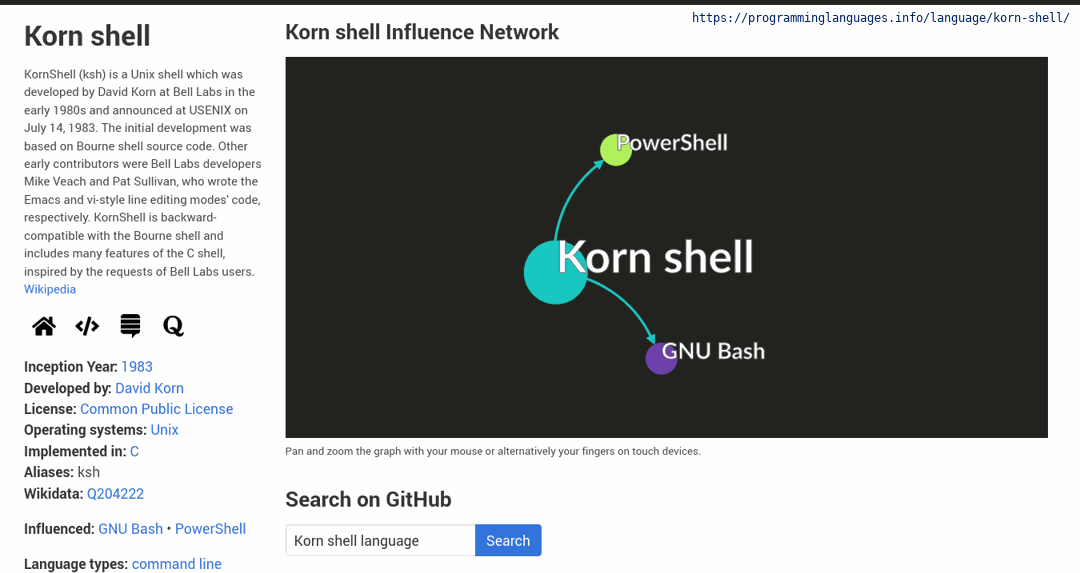 https://programminglanguages.info/language/korn-shell/
Korn shell
KornShell (ksh) is a Unix shell which was
developed by David Korn at Bell Labs in the
early 1980s and announced at USENIX on
July 14, 1983. The initial development was
based on Bourne shell source code. Other
early contributors were Bell Labs developers
Mike Veach and Pat Sullivan, who wrote the
Emacs and vi-style line editing modes' code,
respectively. KornShell is backward-
compatible with the Bourne shell and
includes many features of the C shell,
inspired by the requests of Bell Labs users.
Wikipedia
Inception Year: 1983
Developed by: David Korn
License: Common Public License
Operating systems: Unix
Implemented in: C
Aliases: ksh
Wikidata: Q204222
Influenced: GNU Bash • PowerShell
Language types: command line
Korn shell Influence Network
PowerShell
Korn shell
GNU Bash
Pan and zoom the graph with your mouse or alternatively your fingers on touch devices.
Search on GitHub
Korn shell language
Search